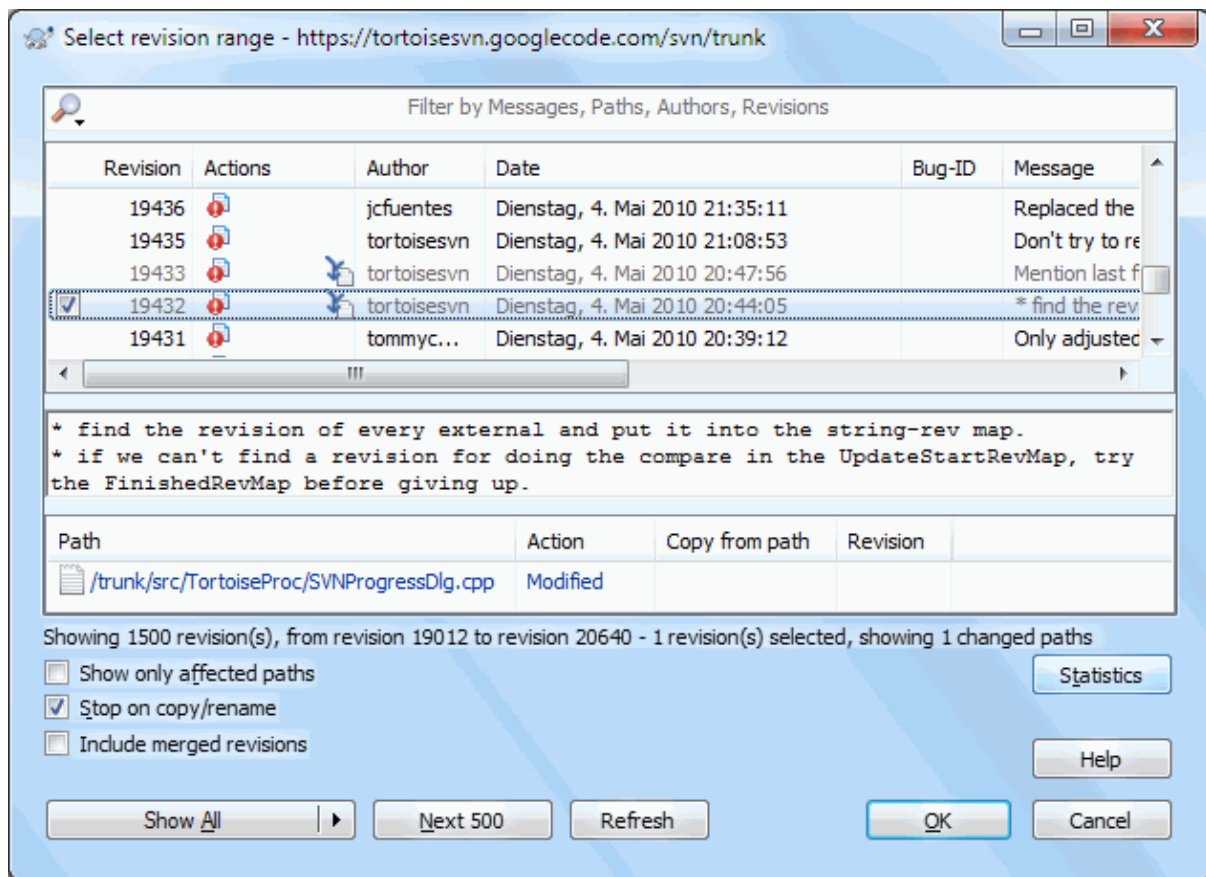 Select revision range - https://tortoisesvn.googlecode.com/svn/trunk
Filter by Messages, Paths, Authors, Revisions
Revision Actions Author Date Bug-ID Message
19436 jcfuentes Dienstag, 4. Mai 2010 21:35:11 Replaced the
19435 tortoisesvn Dienstag, 4. Mai 2010 21:08:53 Don't try to re
19433 tortoisesvn Dienstag, 4. Mai 2010 20:47:56 Mention last f
19432 tortoisesvn Dienstag, 4. Mai 2010 20:44:05 * find the rev
19431 tommyc... Dienstag, 4. Mai 2010 20:39:12 Only adjusted
* find the revision of every external and put it into the string-rev map.
* if we can't find a revision for doing the compare in the UpdateStartRevMap, try
the FinishedRevMap before giving up.
Path Action Copy from path Revision
/trunk/src/TortoiseProc/SVNProgressDlg.cpp Modified
Showing 1500 revision(s), from revision 19012 to revision 20640 - 1 revision(s) selected, showing 1 changed paths
Show only affected paths
Statistics
Stop on copy/rename
Include merged revisions
Help
Show All Next 500 Refresh OK Cancel